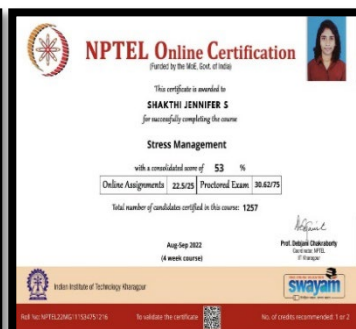 NPTEL Online Certification
(Funded by the MoE, Govt. of India)
This certificate is awarded to
SHAKTHI JENNIFER S
for successfully completing the course
Stress Management
with a consolidated score of 53 %
Online Assignments 22.5/25 Proctored Exam 30.62/75
Total number of candidates certified in this course: 1257
Aug-Sep 2022
(4 week course)
Prof. Debjani Chakraborty
Coordinator, NPTEL
IIT Kharagpur
Indian Institute of Technology Kharagpur
swayam
Roll No: NPTEL22MG111S34751216
To validate the certificate
No. of credits recommended: 1 or 2